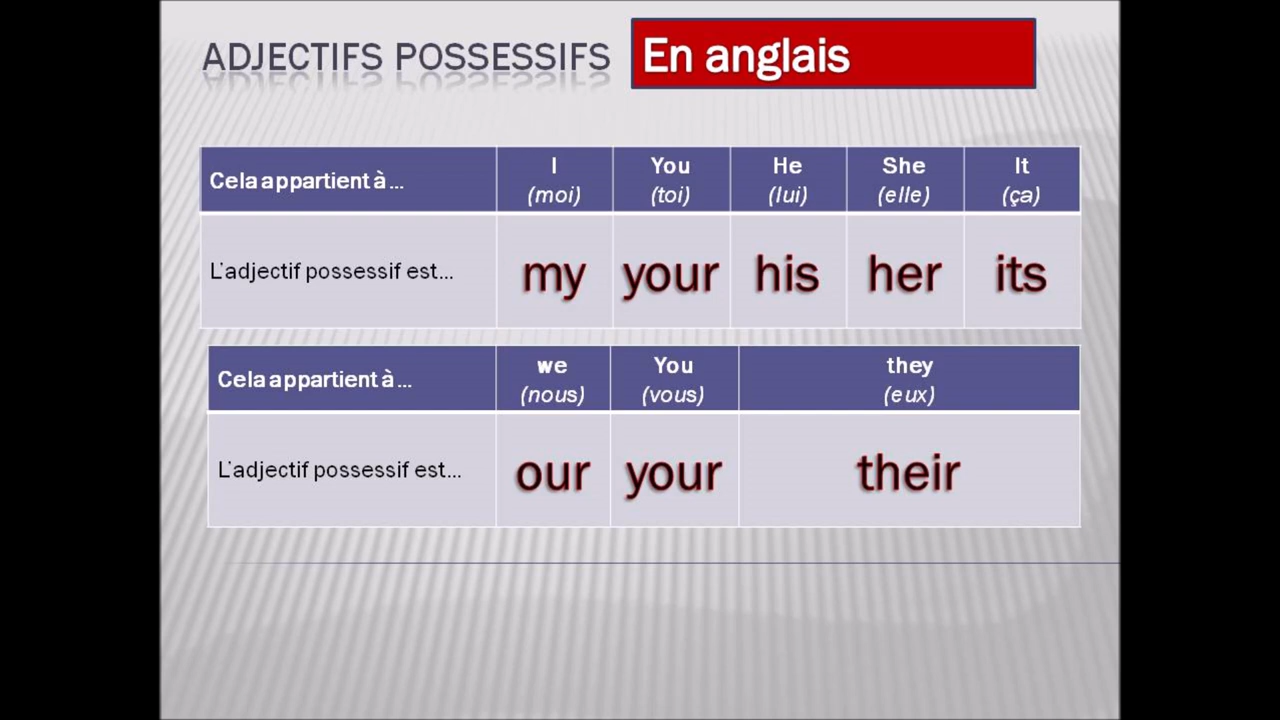 ADJECTIFS POSSESSIFS En anglais
Cela appartient à ... I You He She It
(moi) (toi) (lui) (elle) (ça)
L'adjectif possessif est... my your his her its
Cela appartient à ... we You they
(nous) (vous) (eux)
L'adjectif possessif est... our your their